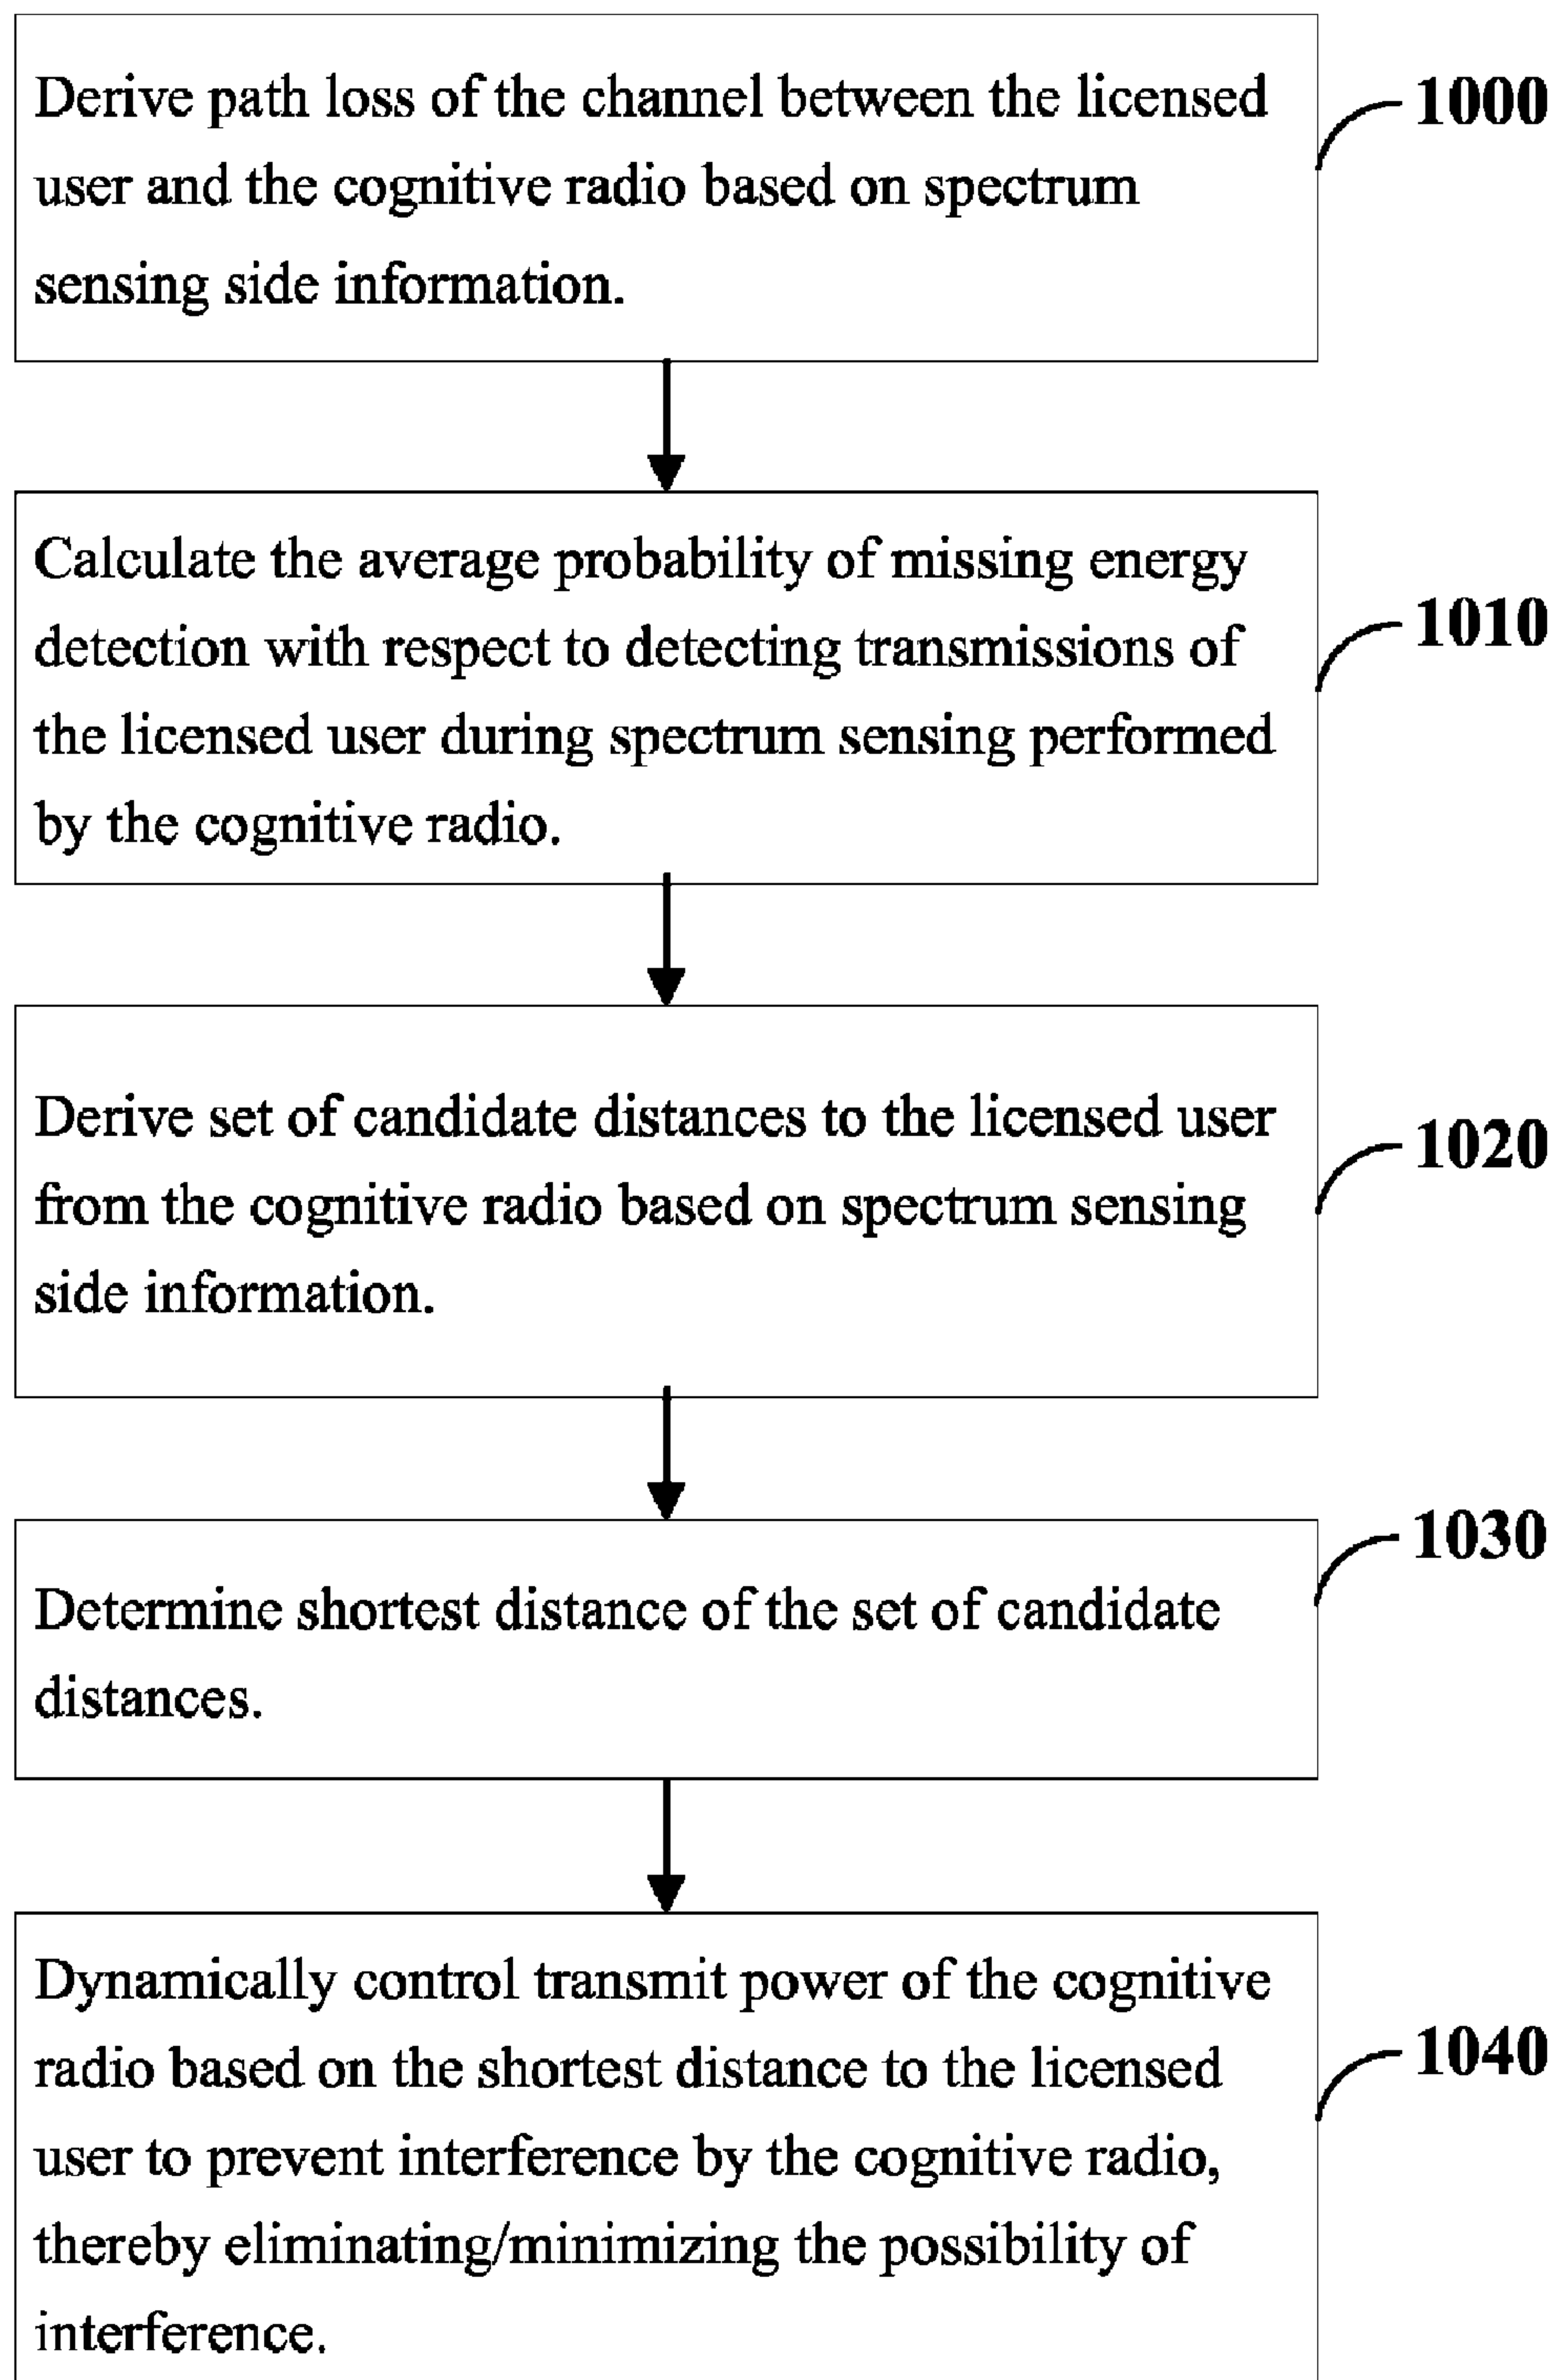 Derive path loss of the channel between the licensed
user and the cognitive radio based on spectrum
sensing side information.
1000
Calculate the average probability of missing energy
detection with respect to detecting transmissions of
the licensed user during spectrum sensing performed
by the cognitive radio.
1010
Derive set of candidate distances to the licensed user
from the cognitive radio based on spectrum sensing
side information.
1020
Determine shortest distance of the set of candidate
distances.
1030
Dynamically control transmit power of the cognitive
radio based on the shortest distance to the licensed
user to prevent interference by the cognitive radio,
thereby eliminating/minimizing the possibility of
interference.
1040